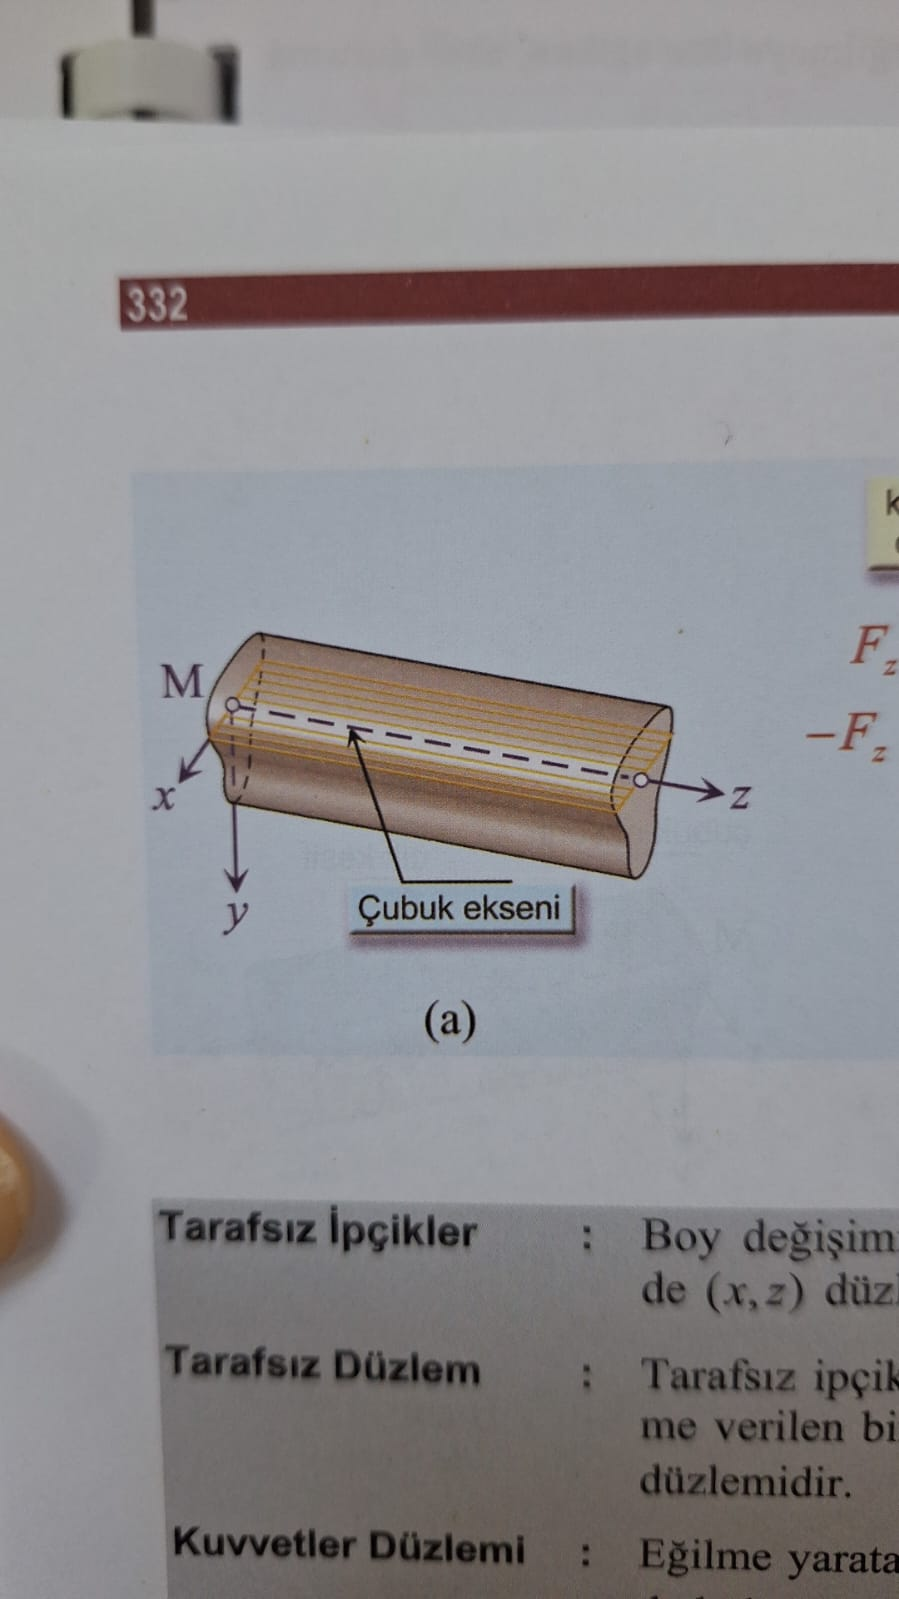 332
M
F z
-F z
x
z
y
Çubuk ekseni
(a)
Tarafsız İpçikler : Boy değişim
de (x, z) düzl
Tarafsız Düzlem : Tarafsız ipçik
me verilen bi
düzlemidir.
Kuvvetler Düzlemi : Eğilme yarata